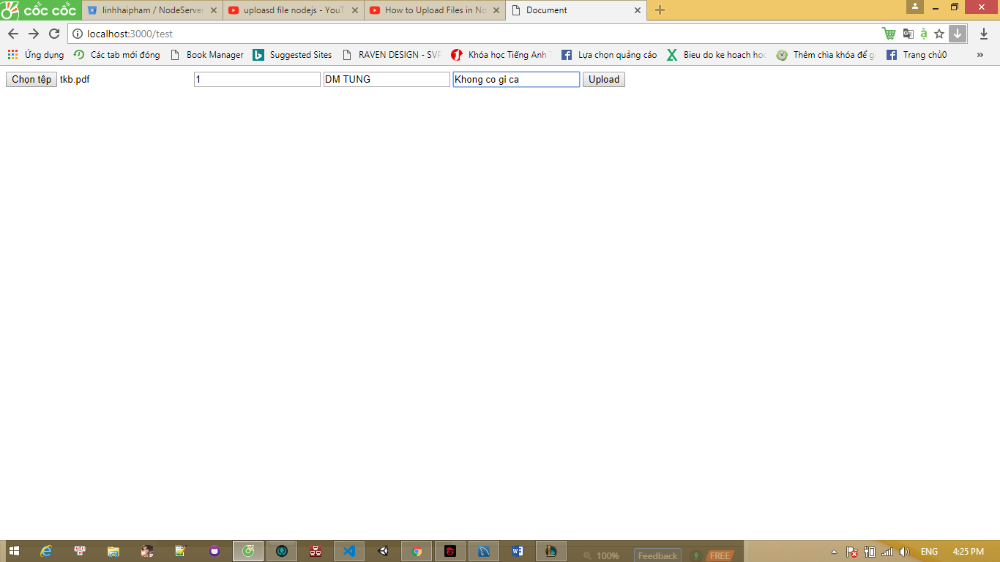 cốc cốc linhhaipham / NodeServer uploasd file nodejs - YouT How to Upload Files in No Document
localhost:3000/test
Ứng dụng Các tab mới đóng Book Manager Suggested Sites RAVEN DESIGN - SVF Khóa học Tiếng Anh T Lựa chọn quảng cáo Bieu do ke hoach hoc Thêm chìa khóa để g Trang chủ0 »
Chọn tệp tkb.pdf 1 DM TUNG Khong co gi ca Upload
100% Feedback FREE ENG 4:25 PM